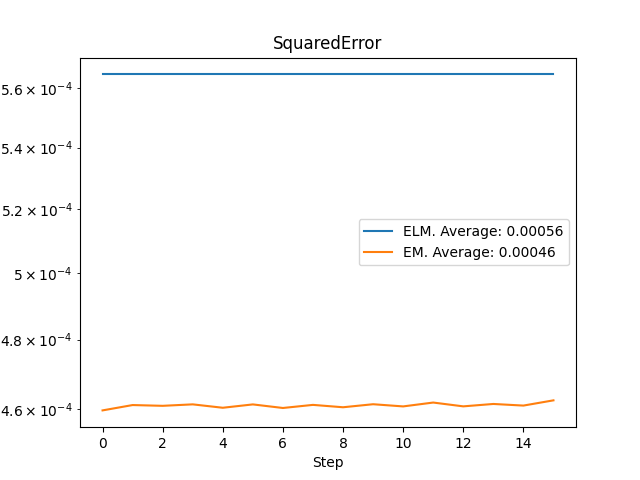 SquaredError
5.6 × 10⁻⁴
5.4 × 10⁻⁴
5.2 × 10⁻⁴
5 × 10⁻⁴
4.8 × 10⁻⁴
4.6 × 10⁻⁴
ELM. Average: 0.00056
EM. Average: 0.00046
0 2 4 6 8 10 12 14
Step